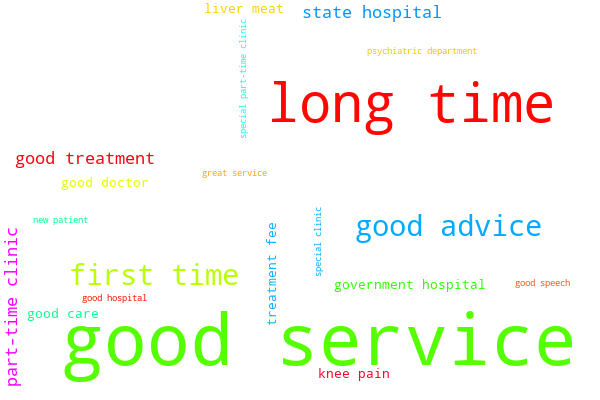 liver meat
state hospital
special part-time clinic
psychiatric department
long time
good treatment
great service
good doctor
new patient
special clinic
good advice
treatment fee
part-time clinic
first time
government hospital
good speech
good hospital
good care
good service
knee pain